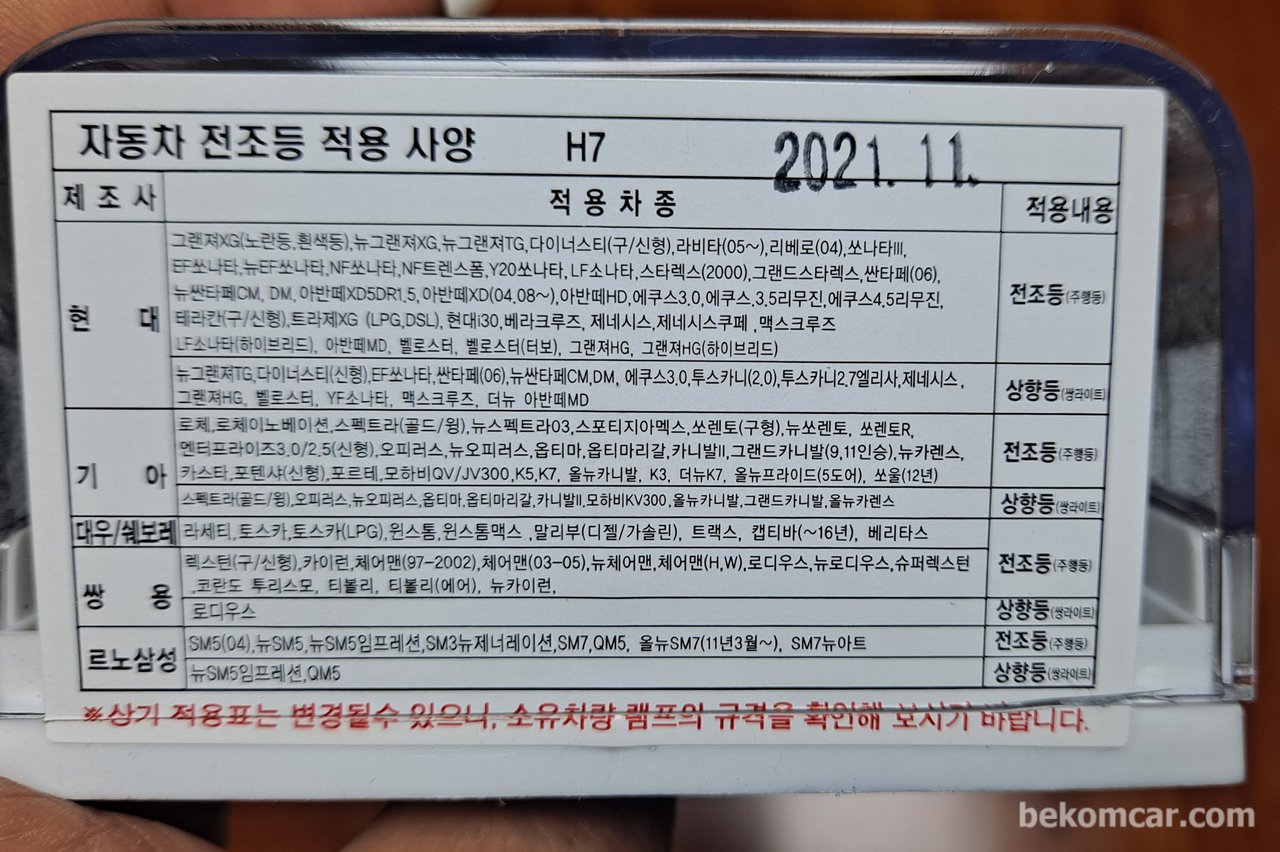 자동차 전조등 적용 사양 H7 2021. 11.
제조사 적용차종 적용내용
현대
그랜져XG(노란등,흰색등),뉴그랜져XG,뉴그랜져TG,다이너스티(구/신형),라비타(05~),리베로(04),쏘나타III,
EF쏘나타,뉴EF쏘나타,NF쏘나타,NF트렌스폼,Y20쏘나타,LF소나타,스타렉스(2000),그랜드스타렉스,싼타페(06),
뉴싼타페CM, DM,아반떼XD5DR1,5,아반떼XD(04.08~),아반떼HD,에쿠스3,0,에쿠스,3,5리무진,에쿠스4,5리무진,
테라칸(구/신형),트라제XG (LPG,DSL),현대i30,베라크루즈, 제네시스,제네시스쿠페 ,맥스크루즈
LF소나타(하이브리드), 아반떼MD, 벨로스터, 벨로스터(터보), 그랜져HG, 그랜져HG(하이브리드)
전조등(주행등)
뉴그랜져TG,다이너스티(신형),EF쏘나타,싼타페(06),뉴싼타페CM,DM, 에쿠스3,0,투스카니(2,0),투스카니2,7엘리사,제네시스,
그랜져HG, 벨로스터, YF소나타, 맥스크루즈, 더뉴 아반떼MD
상향등(쌍라이트)
기아
로체,로체이노베이션,스펙트라(골드/윙),뉴스펙트라03,스포티지아멕스,쏘렌토(구형),뉴쏘렌토, 쏘렌토R,
엔터프라이즈3.0/2.5(신형),오피러스,뉴오피러스,옵티마,옵티마리갈,카니발II,그랜드카니발(9,11인승),뉴카렌스,
카스타,포텐샤(신형),포르테,모하비QV/JV300,K5,K7, 올뉴카니발, K3, 더뉴K7, 올뉴프라이드(5도어), 쏘울(12년)
전조등(주행등)
스펙트라(골드/윙),오피러스,뉴오피러스,옵티마,옵티마리갈,카니발II,모하비KV300,올뉴카니발,그랜드카니발,올뉴카렌스
상향등(쌍라이트)
대우/쉐보레
라세티,토스카,토스카(LPG),윈스톰,윈스톰맥스 ,말리부(디젤/가솔린), 트랙스, 캡티바(~16년), 베리타스
쌍용
렉스턴(구/신형),카이런,체어맨(97-2002),체어맨(03-05),뉴체어맨,체어맨(H,W),로디우스,뉴로디우스,슈퍼렉스턴
,코란도 투리스모, 티볼리, 티볼리(에어), 뉴카이런,
전조등(주행등)
로디우스
상향등(쌍라이트)
르노삼성
SM5(04),뉴SM5,뉴SM5임프레션,SM3뉴제너레이션,SM7,QM5, 올뉴SM7(11년3월~), SM7뉴아트
전조등(주행등)
뉴SM5임프레션,QM5
상향등(쌍라이트)
※상기 적용표는 변경될수 있으니, 소유차량 램프의 규격을 확인해 보시기 바랍니다.
bekomcar.com